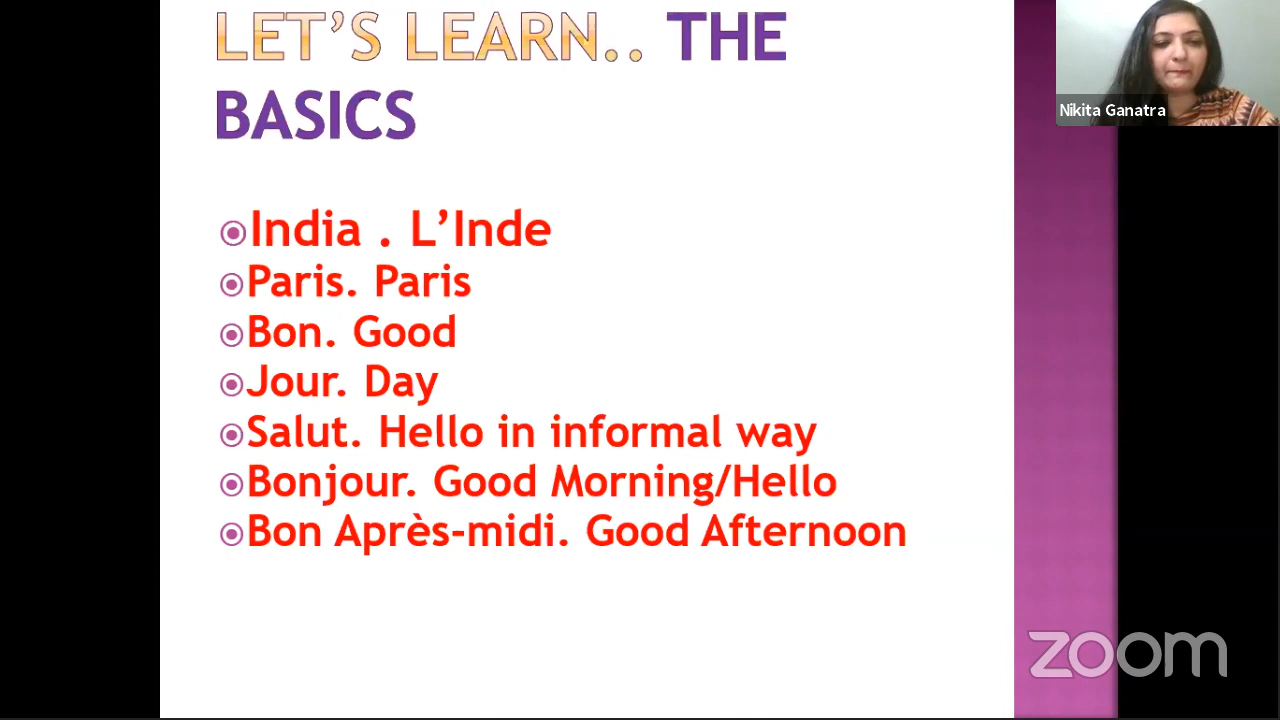 LET'S LEARN.. THE
BASICS
Nikita Ganatra
India . L'Inde
Paris. Paris
Bon. Good
Jour. Day
Salut. Hello in informal way
Bonjour. Good Morning/Hello
Bon Après-midi. Good Afternoon
zoom